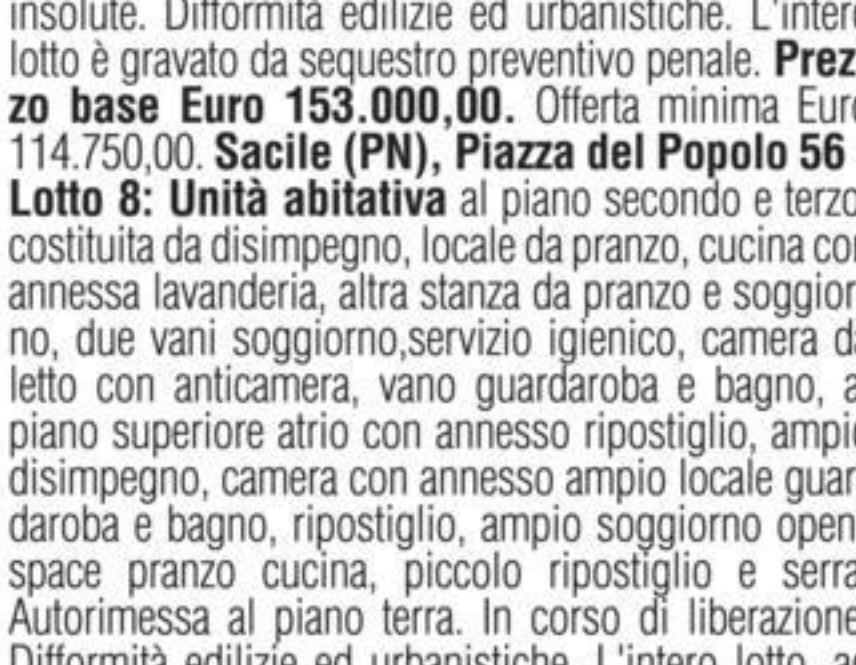 insolute. Difformità edilizie ed urbanistiche. L'inter
lotto è gravato da sequestro preventivo penale. Prez
zo base Euro 153.000,00. Offerta minima Eur
114.750,00. Sacile (PN), Piazza del Popolo 56
Lotto 8: Unità abitativa al piano secondo e terzo
costituita da disimpegno, locale da pranzo, cucina co
annessa lavanderia, altra stanza da pranzo e soggior
no, due vani soggiorno,servizio igienico, camera d
letto con anticamera, vano guardaroba e bagno, a
piano superiore atrio con annesso ripostiglio, ampi
disimpegno, camera con annesso ampio locale guar
daroba e bagno, ripostiglio, ampio soggiorno open
space pranzo cucina, piccolo ripostiglio e serra
Autorimessa al piano terra. In corso di liberazione
Difformità edilizie ed urbanistiche. L'intero lotto, a